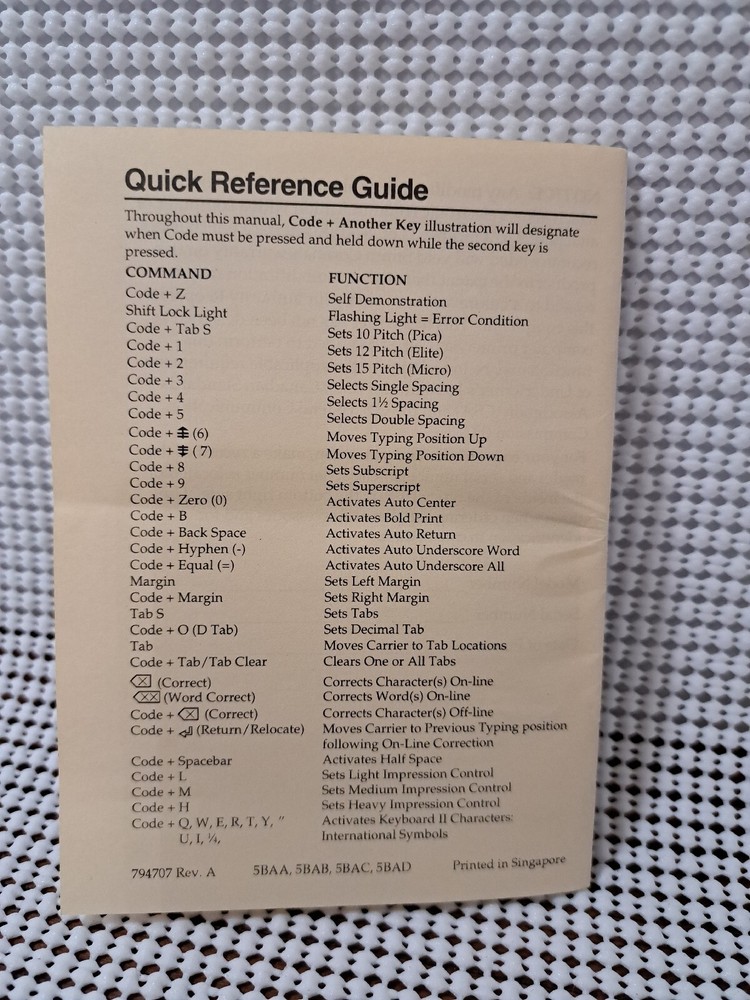 Quick Reference Guide
Throughout this manual, Code + Another Key illustration will designate
when Code must be pressed and held down while the second key is
pressed.
COMMAND FUNCTION
Code + Z Self Demonstration
Shift Lock Light Flashing Light = Error Condition
Code + Tab S Sets 10 Pitch (Pica)
Code + 1 Sets 12 Pitch (Elite)
Code + 2 Sets 15 Pitch (Micro)
Code + 3 Selects Single Spacing
Code + 4 Selects 1½ Spacing
Code + 5 Selects Double Spacing
Code + (6) Moves Typing Position Up
Code + (7) Moves Typing Position Down
Code + 8 Sets Subscript
Code + 9 Sets Superscript
Code + Zero (0) Activates Auto Center
Code + B Activates Bold Print
Code + Back Space Activates Auto Return
Code + Hyphen (-) Activates Auto Underscore Word
Code + Equal (=) Activates Auto Underscore All
Margin Sets Left Margin
Code + Margin Sets Right Margin
Tab S Sets Tabs
Code + O (D Tab) Sets Decimal Tab
Tab Moves Carrier to Tab Locations
Code + Tab/Tab Clear Clears One or All Tabs
⌫ (Correct) Corrects Character(s) On-line
(Word Correct) Corrects Word(s) On-line
Code + ⌫ (Correct) Corrects Character(s) Off-line
Code + ⏎ (Return/Relocate) Moves Carrier to Previous Typing position
following On-Line Correction
Code + Spacebar Activates Half Space
Code + L Sets Light Impression Control
Code + M Sets Medium Impression Control
Code + H Sets Heavy Impression Control
Code + Q, W, E, R, T, Y, " Activates Keyboard II Characters:
U, I, ¼, International Symbols
794707 Rev. A 5BAA, 5BAB, 5BAC, 5BAD Printed in Singapore